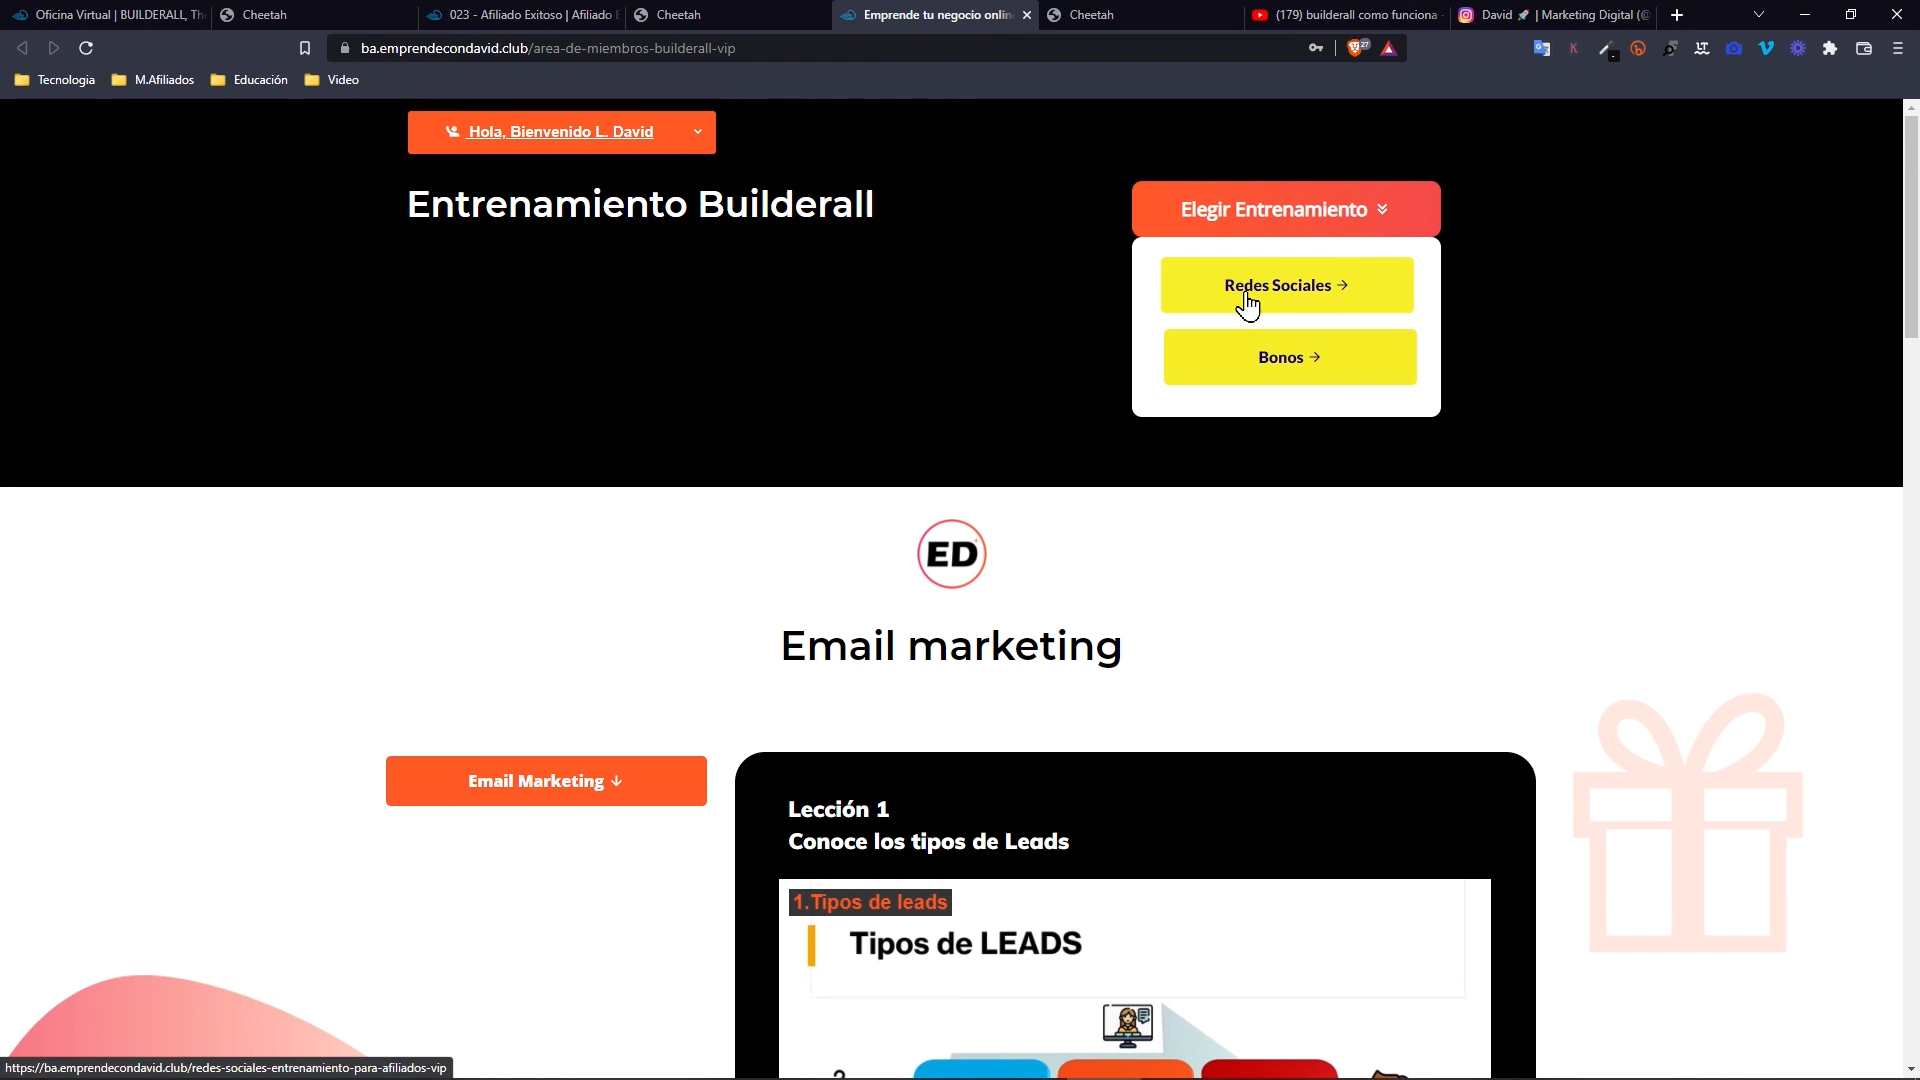 Oficina Virtual | BUILDERALL, Th
Cheetah
023 - Afiliado Exitoso | Afiliado E
Cheetah
Emprende tu negocio onlin
Cheetah
(179) builderall como funciona -
David 🚀 | Marketing Digital (@
ba.emprendecondavid.club/area-de-miembros-builderall-vip
27
Tecnologia
M.Afiliados
Educación
Video
Hola, Bienvenido L. David
Entrenamiento Builderall
Elegir Entrenamiento
Redes Sociales →
Bonos →
ED
Email marketing
Email Marketing ↓
Lección 1
Conoce los tipos de Leads
1.Tipos de leads
Tipos de LEADS
https://ba.emprendecondavid.club/redes-sociales-entrenamiento-para-afiliados-vip